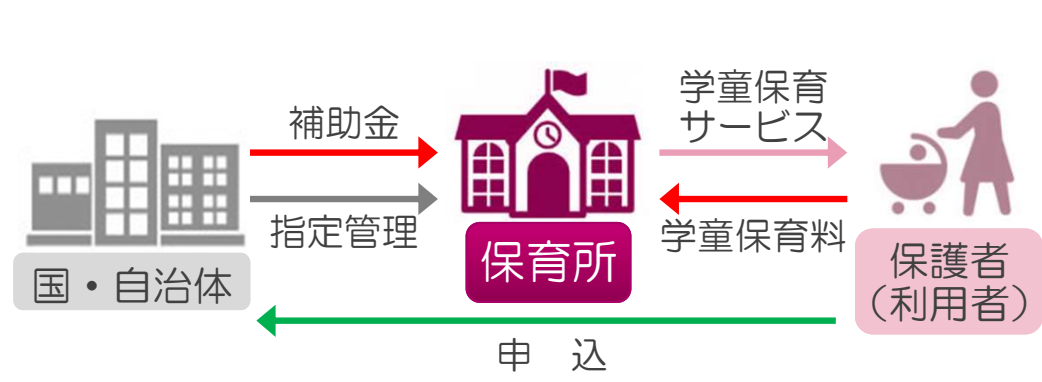 補助金
指定管理
国・自治体
保育所
学童保育
サービス
学童保育料
保護者
（利用者）
申　込